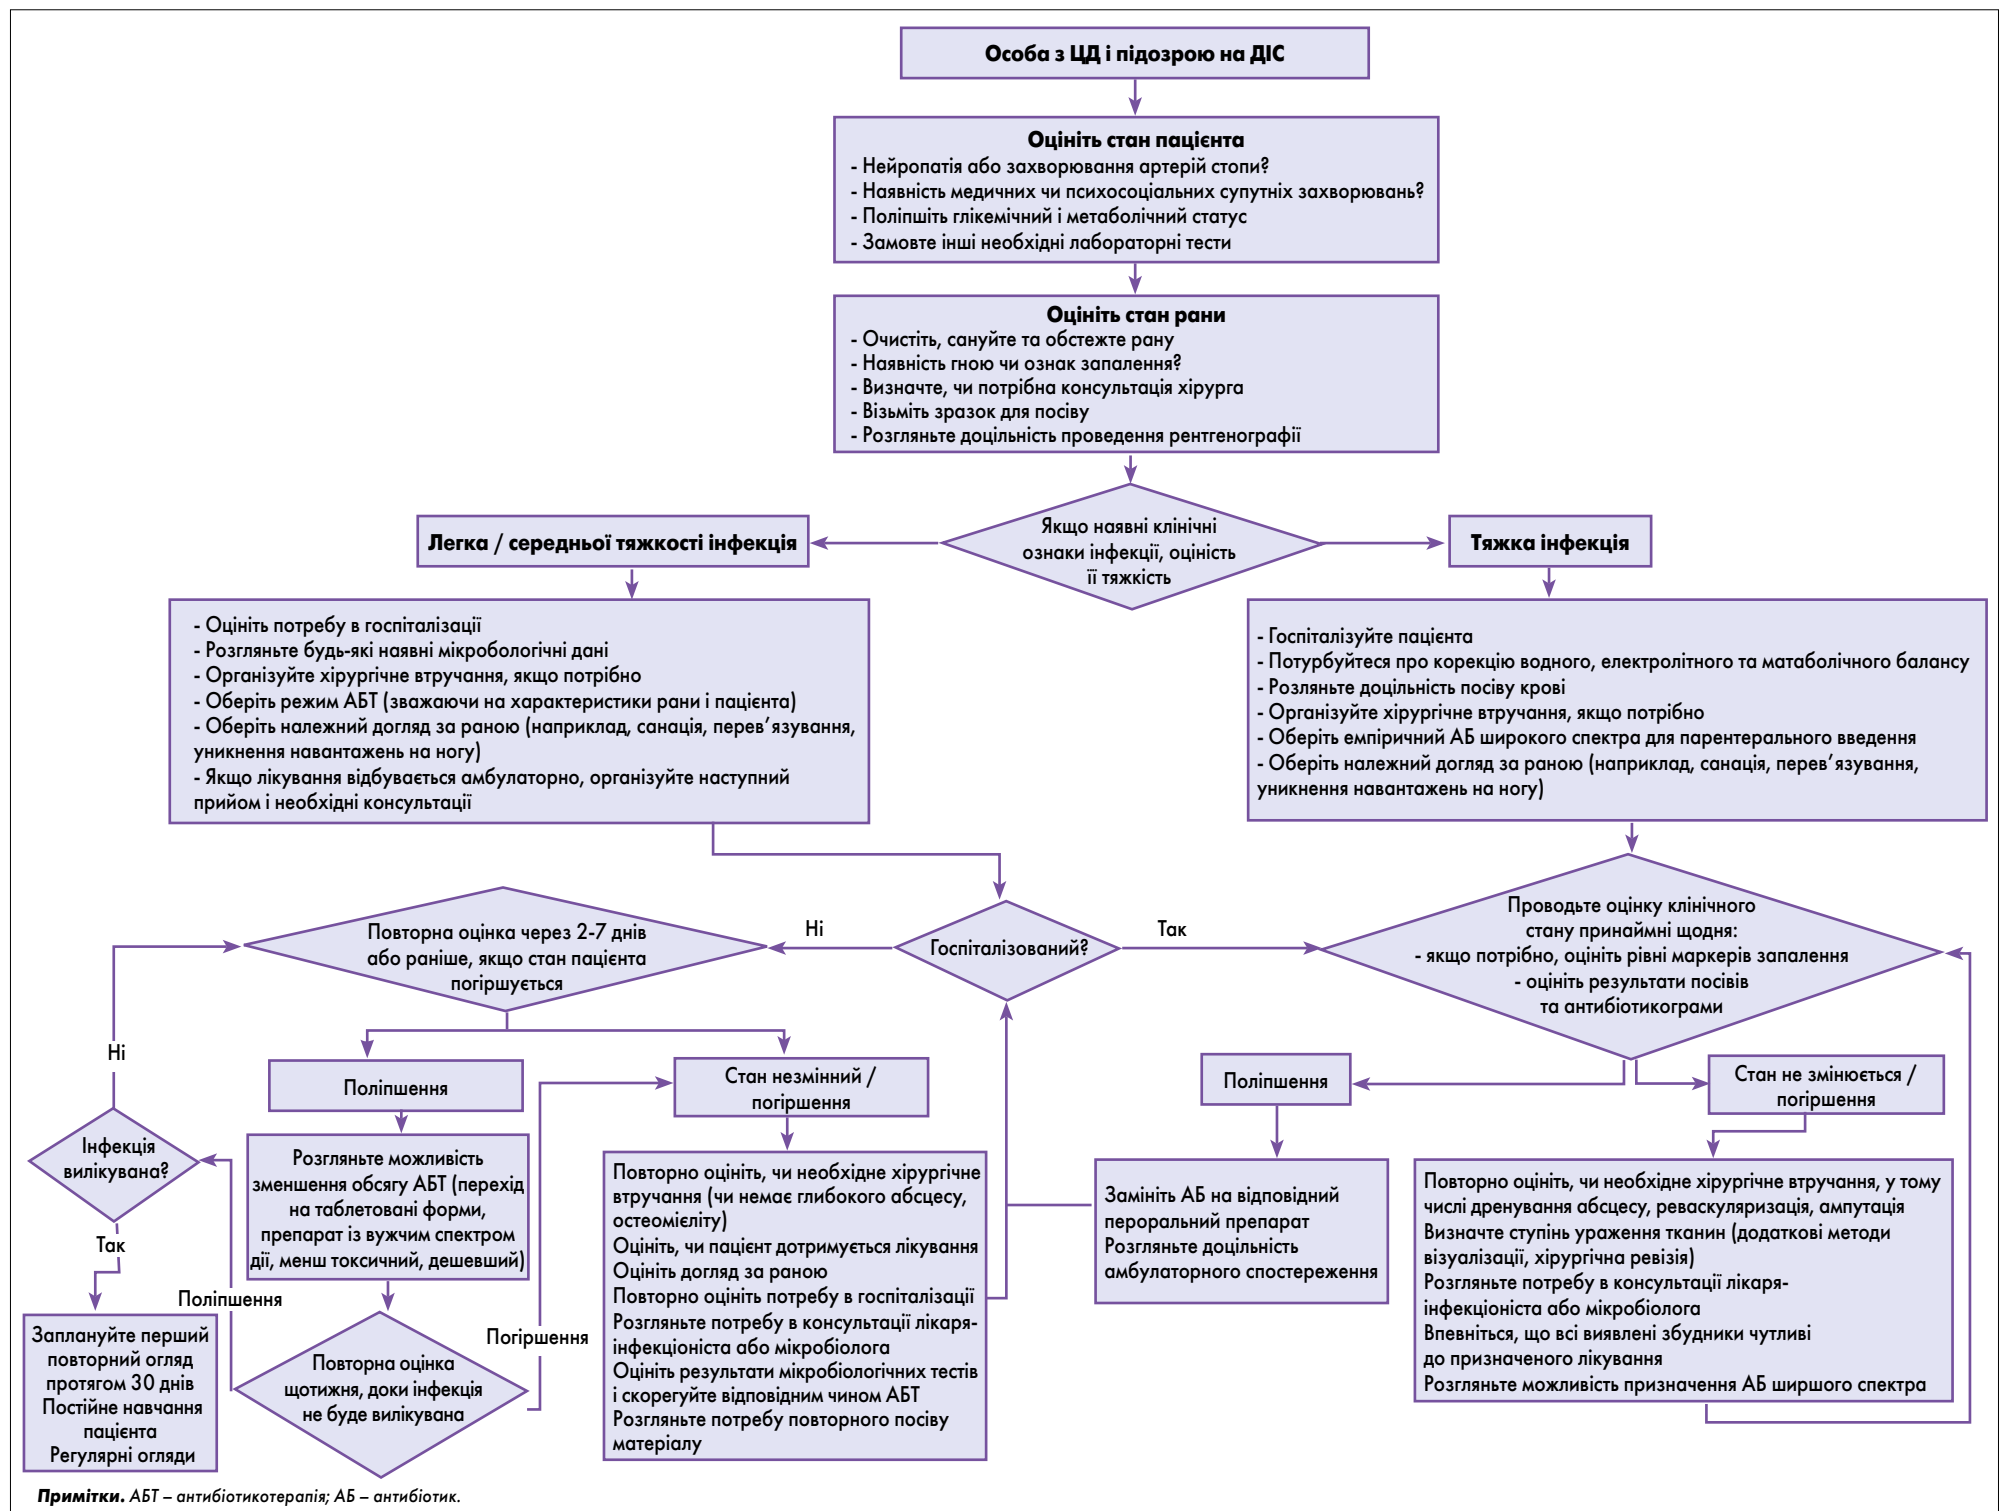 Особа з ЦД і підозрою на ДІС
Оцініть стан пацієнта
- Нейропатія або захворювання артерій стопи?
- Наявність медичних чи психосоціальних супутніх захворювань?
- Поліпшіть глікемічний і метаболічний статус
- Замовте інші необхідні лабораторні тести
Оцініть стан рани
- Очистіть, сануйте та обстежте рану
- Наявність гною чи ознак запалення?
- Визначте, чи потрібна консультація хірурга
- Візьміть зразок для посіву
- Розгляньте доцільність проведення рентгенографії
Якщо наявні клінічні
ознаки інфекції, оціність
її тяжкість
Легка / середньої тяжкості інфекція
Тяжка інфекція
- Оцініть потребу в госпіталізації
- Розгляньте будь-які наявні мікробологічні дані
- Організуйте хірургічне втручання, якщо потрібно
- Оберіть режим АБТ (зважаючи на характеристики рани і пацієнта)
- Оберіть належний догляд за раною (наприклад, санація, перев’язування,
уникнення навантажень на ногу)
- Якщо лікування відбувається амбулаторно, організуйте наступний
прийом і необхідні консультації
- Госпіталізуйте пацієнта
- Потурбуйтеся про корекцію водного, електролітного та матаболічного балансу
- Розляньте доцільність посіву крові
- Організуйте хірургічне втручання, якщо потрібно
- Оберіть емпіричний АБ широкого спектра для парентерального введення
- Оберіть належний догляд за раною (наприклад, санація, перев’язування,
уникнення навантажень на ногу)
Повторна оцінка через 2-7 днів
або раніше, якщо стан пацієнта
погіршується
Ні
Госпіталізований?
Так
Проводьте оцінку клінічного
стану принаймні щодня:
- якщо потрібно, оцініть рівні маркерів запалення
- оцініть результати посівів
та антибіотикограми
Ні
Поліпшення
Стан незмінний /
погіршення
Поліпшення
Стан не змінюється /
погіршення
Інфекція
вилікувана?
Розгляньте можливість
зменшення обсягу АБТ (перехід
на таблетовані форми,
препарат із вужчим спектром
дії, менш токсичний, дешевший)
Повторно оцініть, чи необхідне хірургічне
втручання (чи немає глибокого абсцесу,
остеомієліту)
Оцініть, чи пацієнт дотримується лікування
Оцініть догляд за раною
Повторно оцініть потребу в госпіталізації
Розгляньте потребу в консультації лікаря-
інфекціоніста або мікробіолога
Оцініть результати мікробіологічних тестів
і скорегуйте відповідним чином АБТ
Розгляньте потребу повторного посіву
матеріалу
Замініть АБ на відповідний
пероральний препарат
Розгляньте доцільність
амбулаторного спостереження
Повторно оцініть, чи необхідне хірургічне втручання, у тому
числі дренування абсцесу, реваскуляризація, ампутація
Визначте ступінь ураження тканин (додаткові методи
візуалізації, хірургічна ревізія)
Розгляньте потребу в консультації лікаря-
інфекціоніста або мікробіолога
Впевніться, що всі виявлені збудники чутливі
до призначеного лікування
Розгляньте можливість призначення АБ ширшого спектра
Так
Поліпшення
Погіршення
Заплануйте перший
повторний огляд
протягом 30 днів
Постійне навчання
пацієнта
Регулярні огляди
Повторна оцінка
щотижня, доки інфекція
не буде вилікувана
Примітки. АБТ – антибіотикотерапія; АБ – антибіотик.